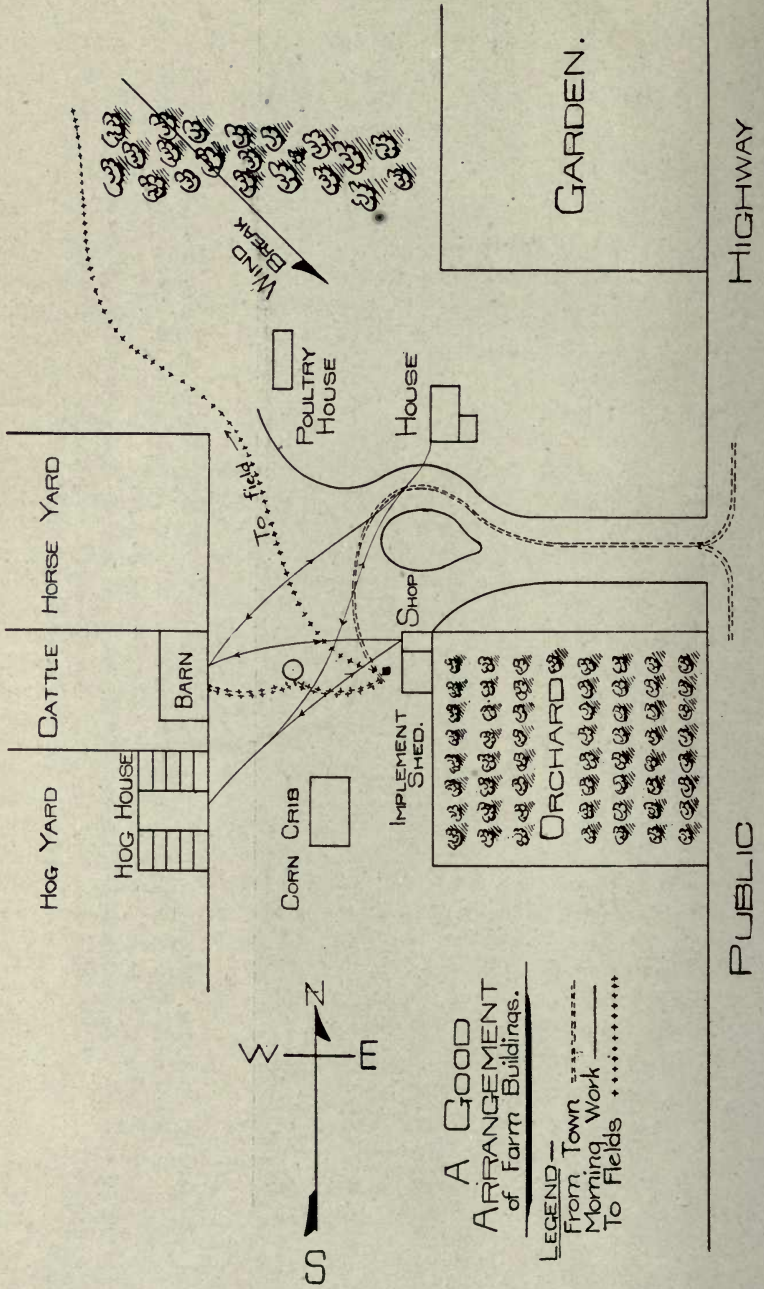 HOG YARD
CATTLE
HORSE YARD
HOG HOUSE
BARN
To field
WIND
BREAK
CORN CRIB
POULTRY
HOUSE
IMPLEMENT
SHED.
SHOP
HOUSE
ORCHARD
GARDEN.
S
W
E
N
A GOOD
ARRANGEMENT
of Farm Buildings.
LEGEND—
From Town
Morning Work
To Fields
PUBLIC HIGHWAY